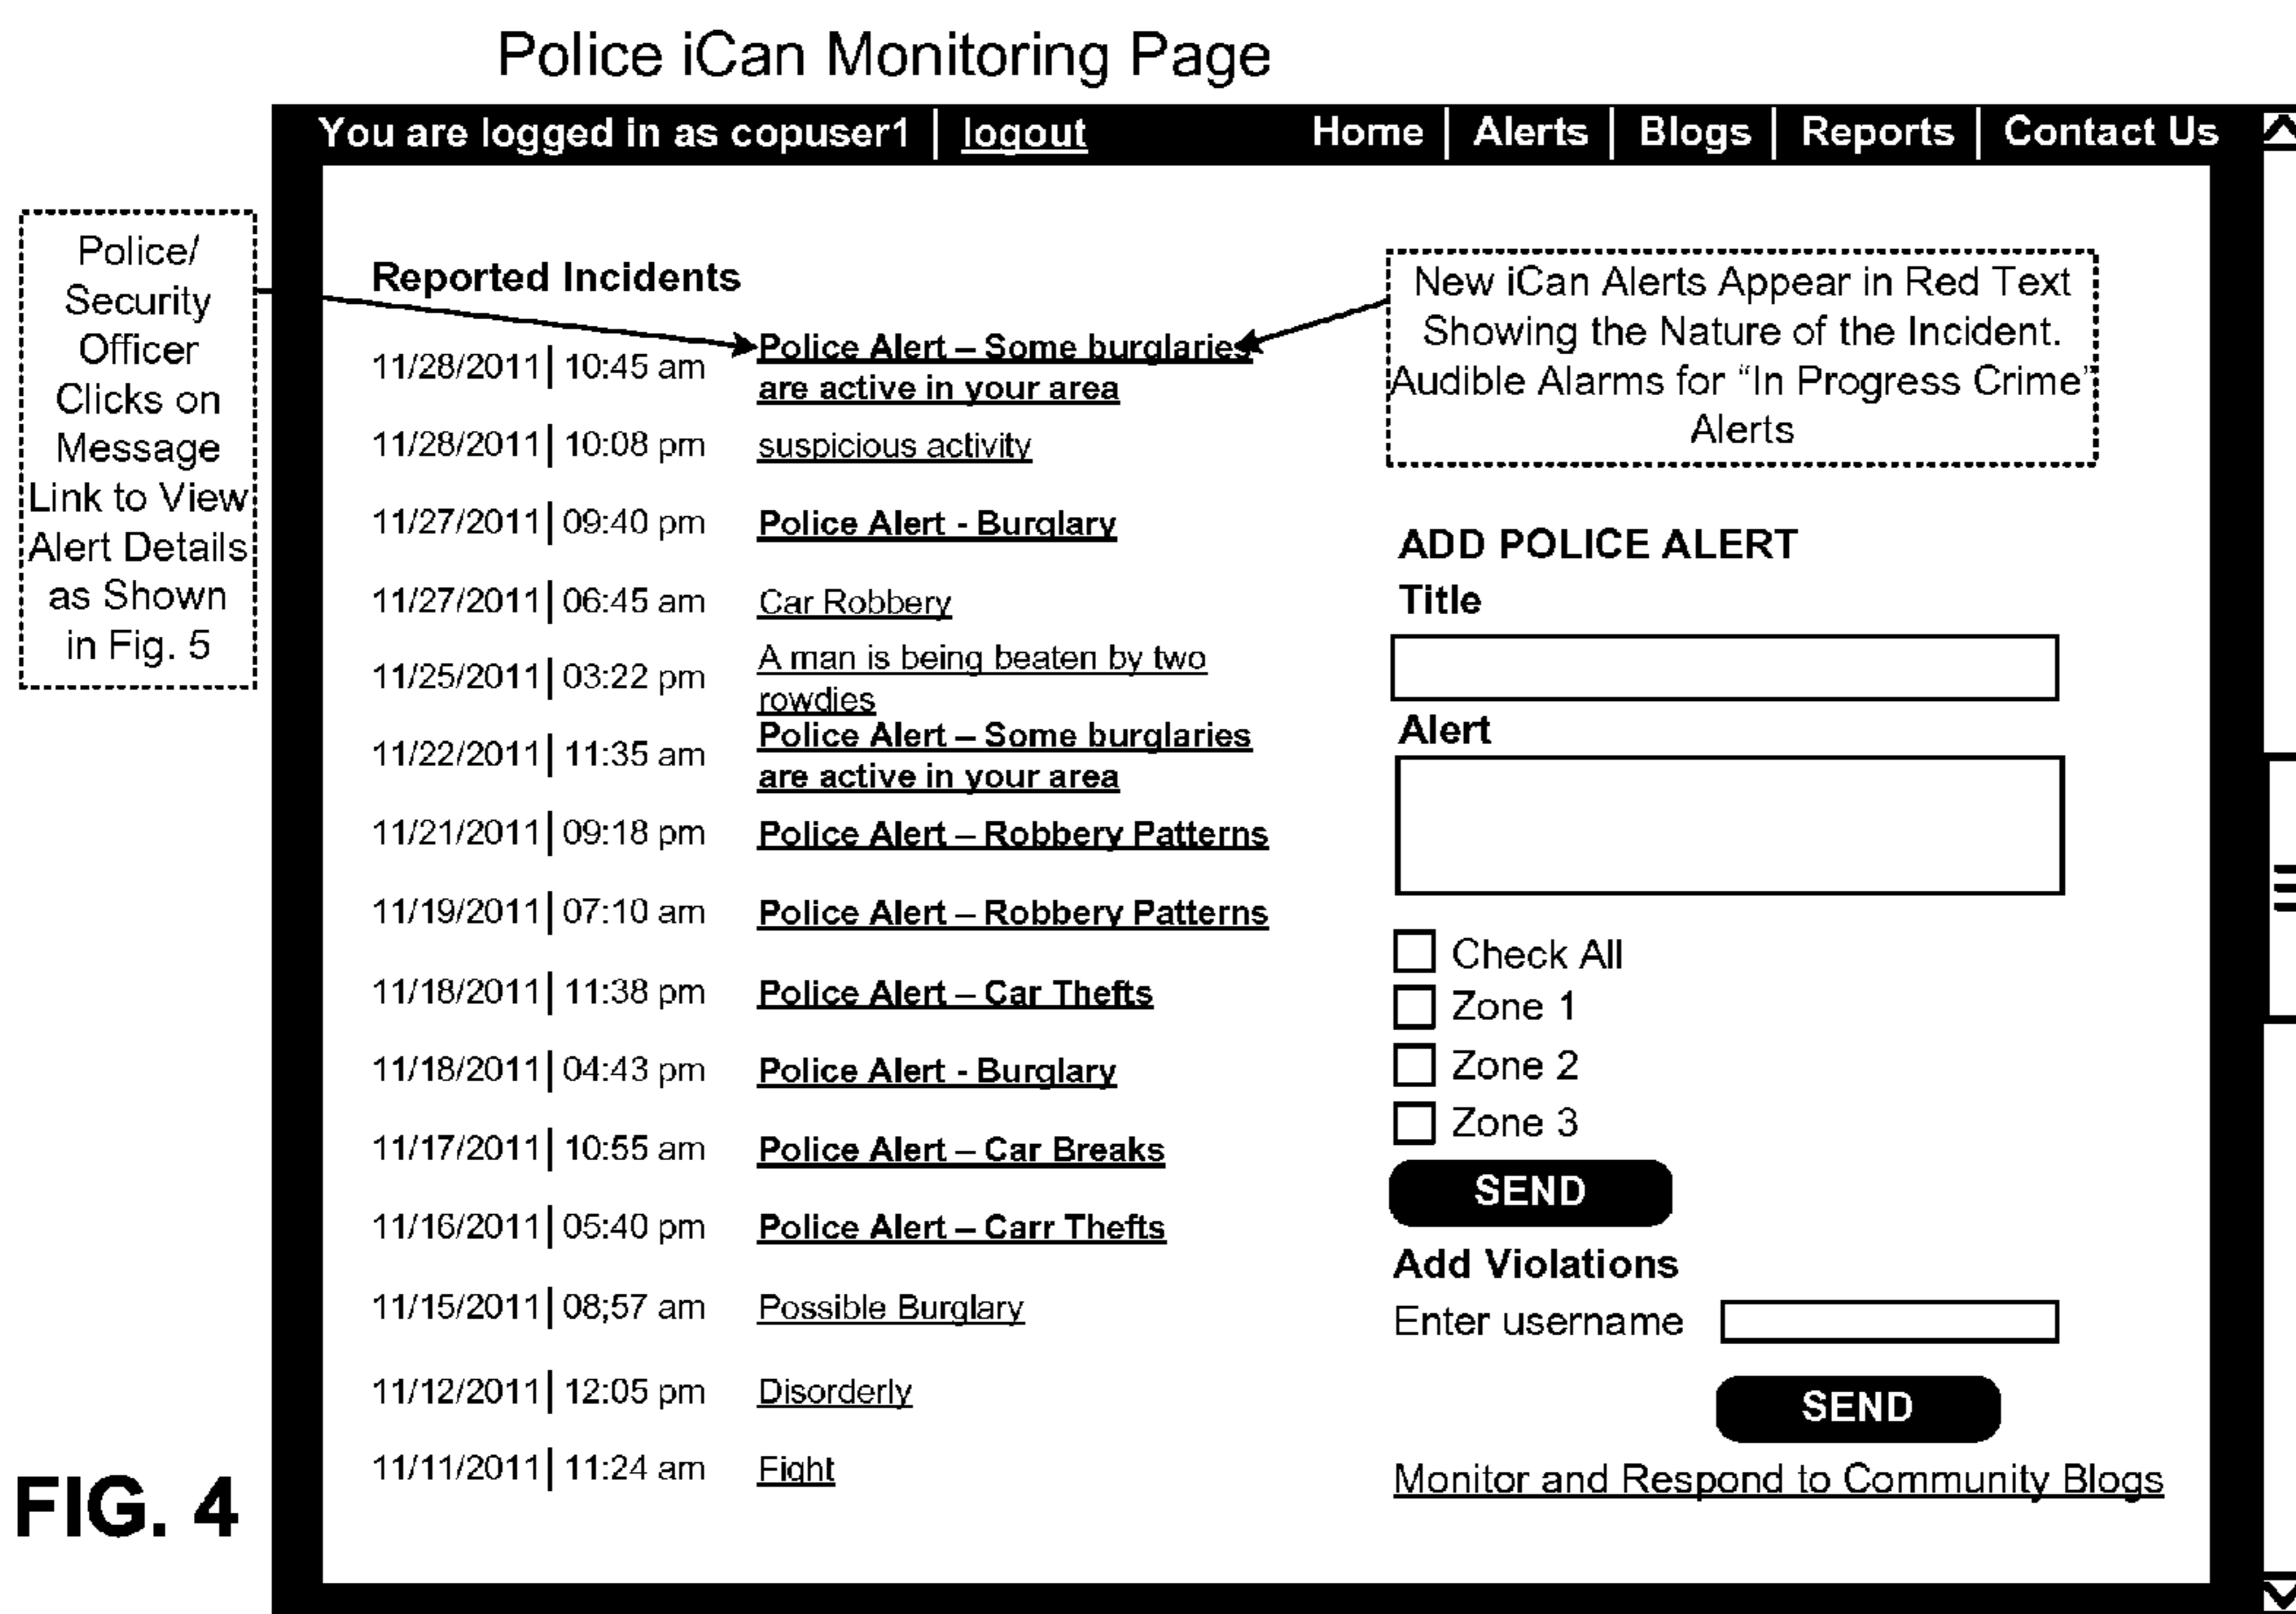 Police iCan Monitoring Page
You are logged in as copuser1 | logout
Home | Alerts | Blogs | Reports | Contact Us
Police/
Security
Officer
Clicks on
Message
Link to View
Alert Details
as Shown
in Fig. 5
Reported Incidents
11/28/2011 | 10:45 am Police Alert – Some burglaries
are active in your area
11/28/2011 | 10:08 pm suspicious activity
11/27/2011 | 09:40 pm Police Alert - Burglary
11/27/2011 | 06:45 am Car Robbery
11/25/2011 | 03:22 pm A man is being beaten by two
rowdies
11/22/2011 | 11:35 am Police Alert – Some burglaries
are active in your area
11/21/2011 | 09:18 pm Police Alert – Robbery Patterns
11/19/2011 | 07:10 am Police Alert – Robbery Patterns
11/18/2011 | 11:38 pm Police Alert – Car Thefts
11/18/2011 | 04:43 pm Police Alert - Burglary
11/17/2011 | 10:55 am Police Alert – Car Breaks
11/16/2011 | 05:40 pm Police Alert – Carr Thefts
11/15/2011 | 08;57 am Possible Burglary
11/12/2011 | 12:05 pm Disorderly
11/11/2011 | 11:24 am Fight
New iCan Alerts Appear in Red Text
Showing the Nature of the Incident.
Audible Alarms for “In Progress Crime”
Alerts
ADD POLICE ALERT
Title
Alert
Check All
Zone 1
Zone 2
Zone 3
SEND
Add Violations
Enter username
SEND
Monitor and Respond to Community Blogs
FIG. 4